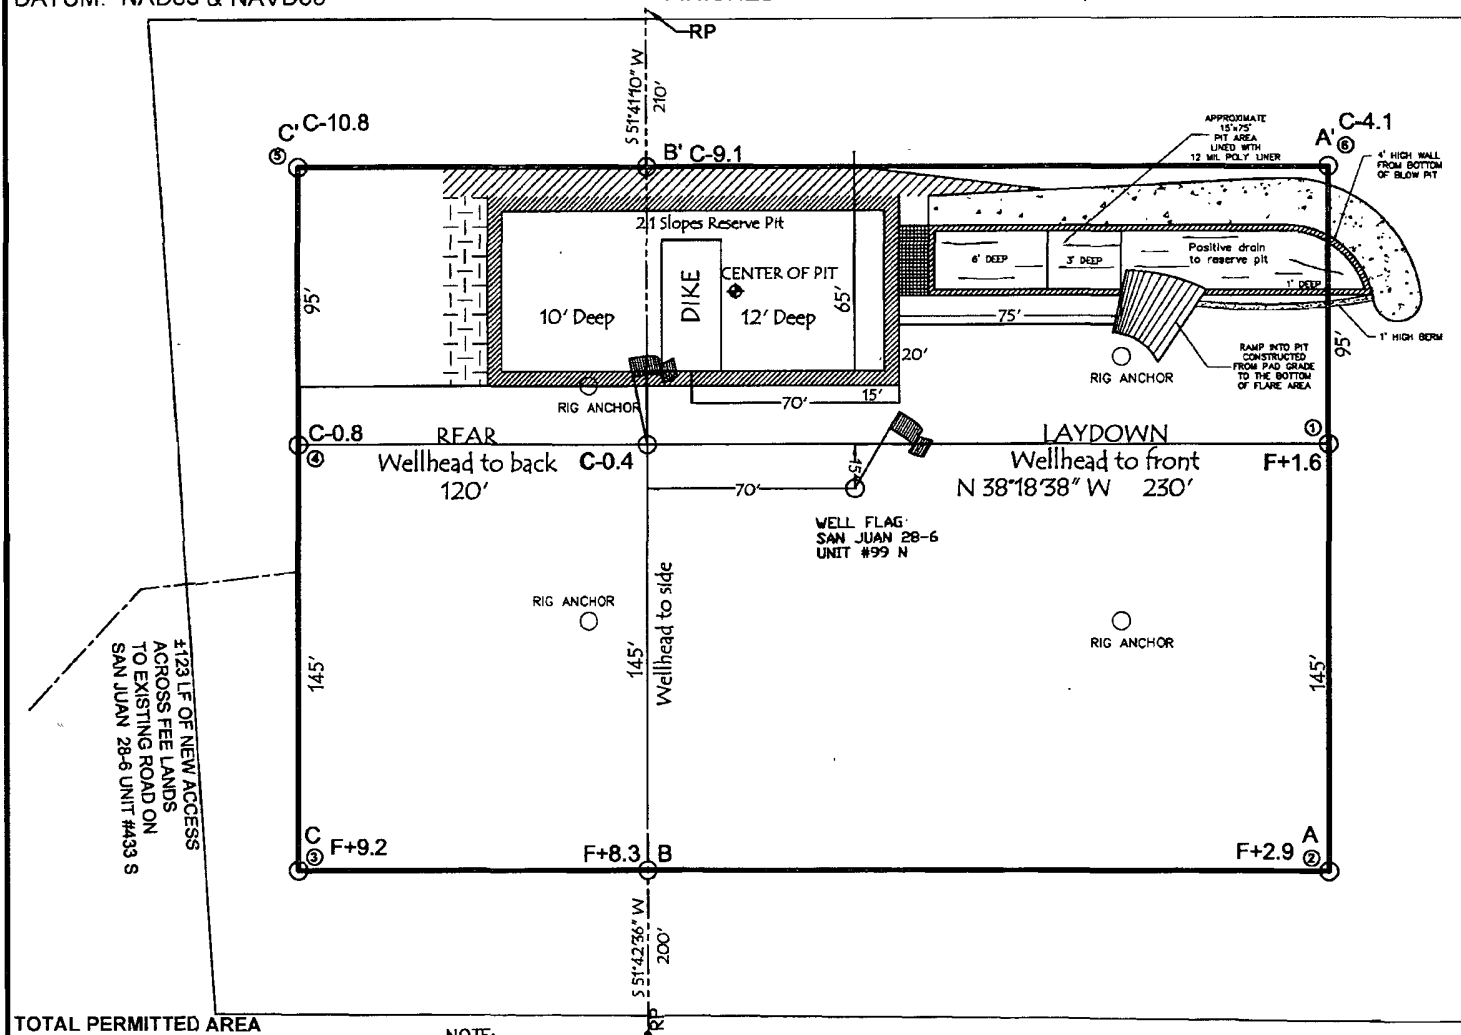 RP
S 51°41'10" W
210'
C' C-10.8
⑤
B' C-9.1
APPROXIMATE
15'x75'
PIT AREA
LINED WITH
12 MIL POLY LINER
C-4.1
A'
⑥
4' HIGH WALL
FROM BOTTOM
OF BLOW PIT
2:1 Slopes Reserve Pit
DIKE
CENTER OF PIT
10' Deep
12' Deep
65'
6' DEEP
3' DEEP
Positive drain
to reserve pit
1' DEEP
95'
75'
20'
95'
1' HIGH BERM
RAMP INTO PIT
CONSTRUCTED
FROM PAD GRADE
TO THE BOTTOM
OF FLARE AREA
RIG ANCHOR
RIG ANCHOR
70'
15'
C-0.8
④
REAR
Wellhead to back
120'
C-0.4
LAYDOWN
Wellhead to front
N 38°18'38" W 230'
①
F+1.6
70'
45'
WELL FLAG
SAN JUAN 28-6
UNIT #99 N
RIG ANCHOR
RIG ANCHOR
145'
145'
Wellhead to side
145'
±123 LF OF NEW ACCESS
ACROSS FEE LANDS
TO EXISTING ROAD ON
SAN JUAN 28-6 UNIT #433 S
C
③
F+9.2
F+8.3
B
F+2.9
A
②
S 51°42'36" W
200'
RP
TOTAL PERMITTED AREA
NOTE: